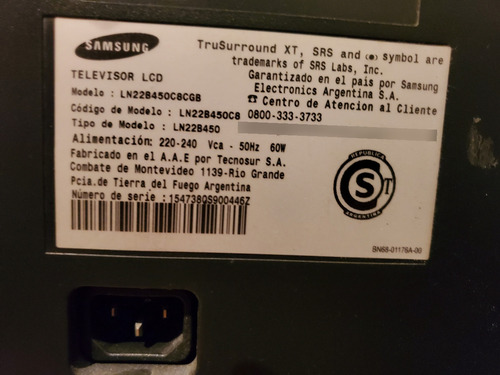 SAMSUNG
TruSurround XT, SRS and (●) symbol are
trademarks of SRS Labs, Inc.
TELEVISOR LCD
Garantizado en el pais por Samsung
Electronics Argentina S.A.
Modelo : LN22B450C8CGB
☎ Centro de Atencion al Cliente
Código de Modelo : LN22B450C8
0800-333-3733
Tipo de Modelo : LN22B450
Alimentación: 220-240 Vca - 50Hz 60W
Fabricado en el A.A.E por Tecnosur S.A.
Combate de Montevideo 1139-Rio Grande
Pcia.de Tierra del Fuego Argentina
Número de serie : 1547380S900446Z
REPUBLICA
S T
ARGENTINA
BN68-01176A-00